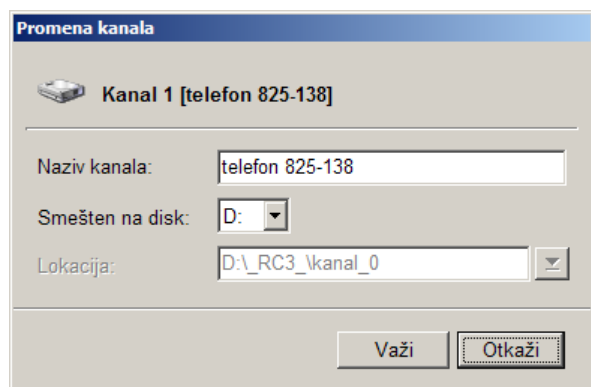 Promena kanala
Kanal 1 [telefon 825-138]
Naziv kanala: telefon 825-138
Smešten na disk: D:
Lokacija: D:\_RC3_\kanal_0
Važi Otkaži